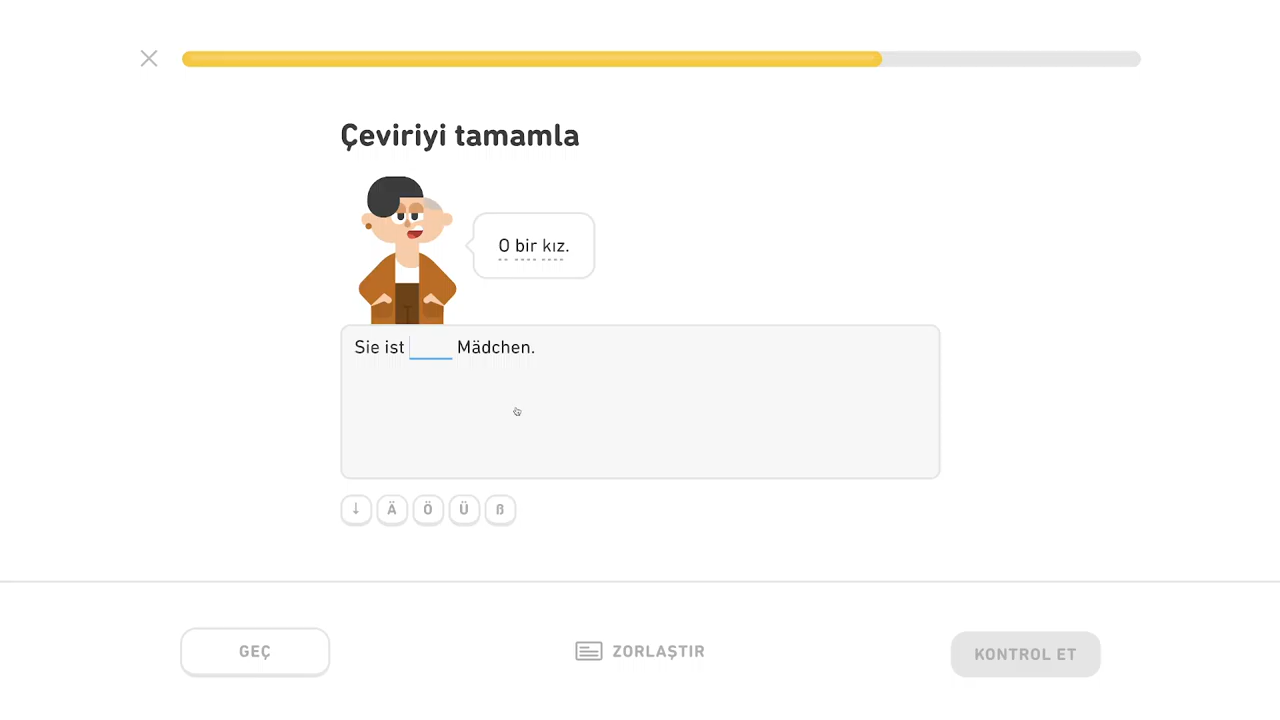 Çeviriyi tamamla
O bir kız.
Sie ist ____ Mädchen.
↓ Ä Ö Ü ß
GEÇ
ZORLAŞTIR
KONTROL ET